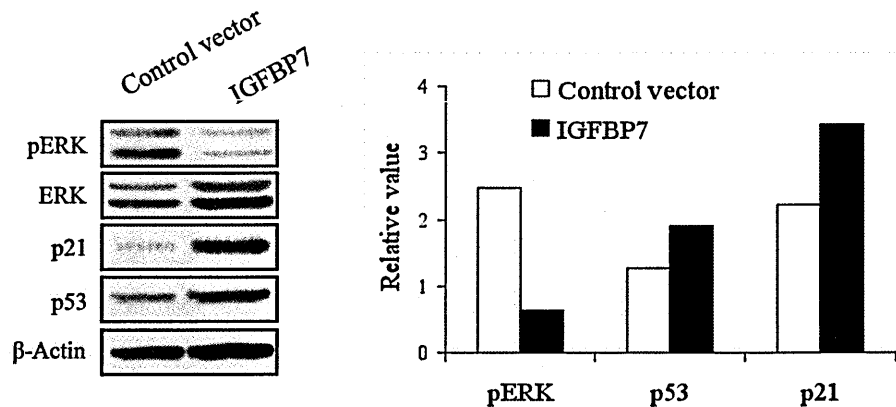 Control vector
IGFBP7
pERK
ERK
p21
p53
β-Actin
Relative value
4
3
2
1
0
Control vector
IGFBP7
pERK p53 p21